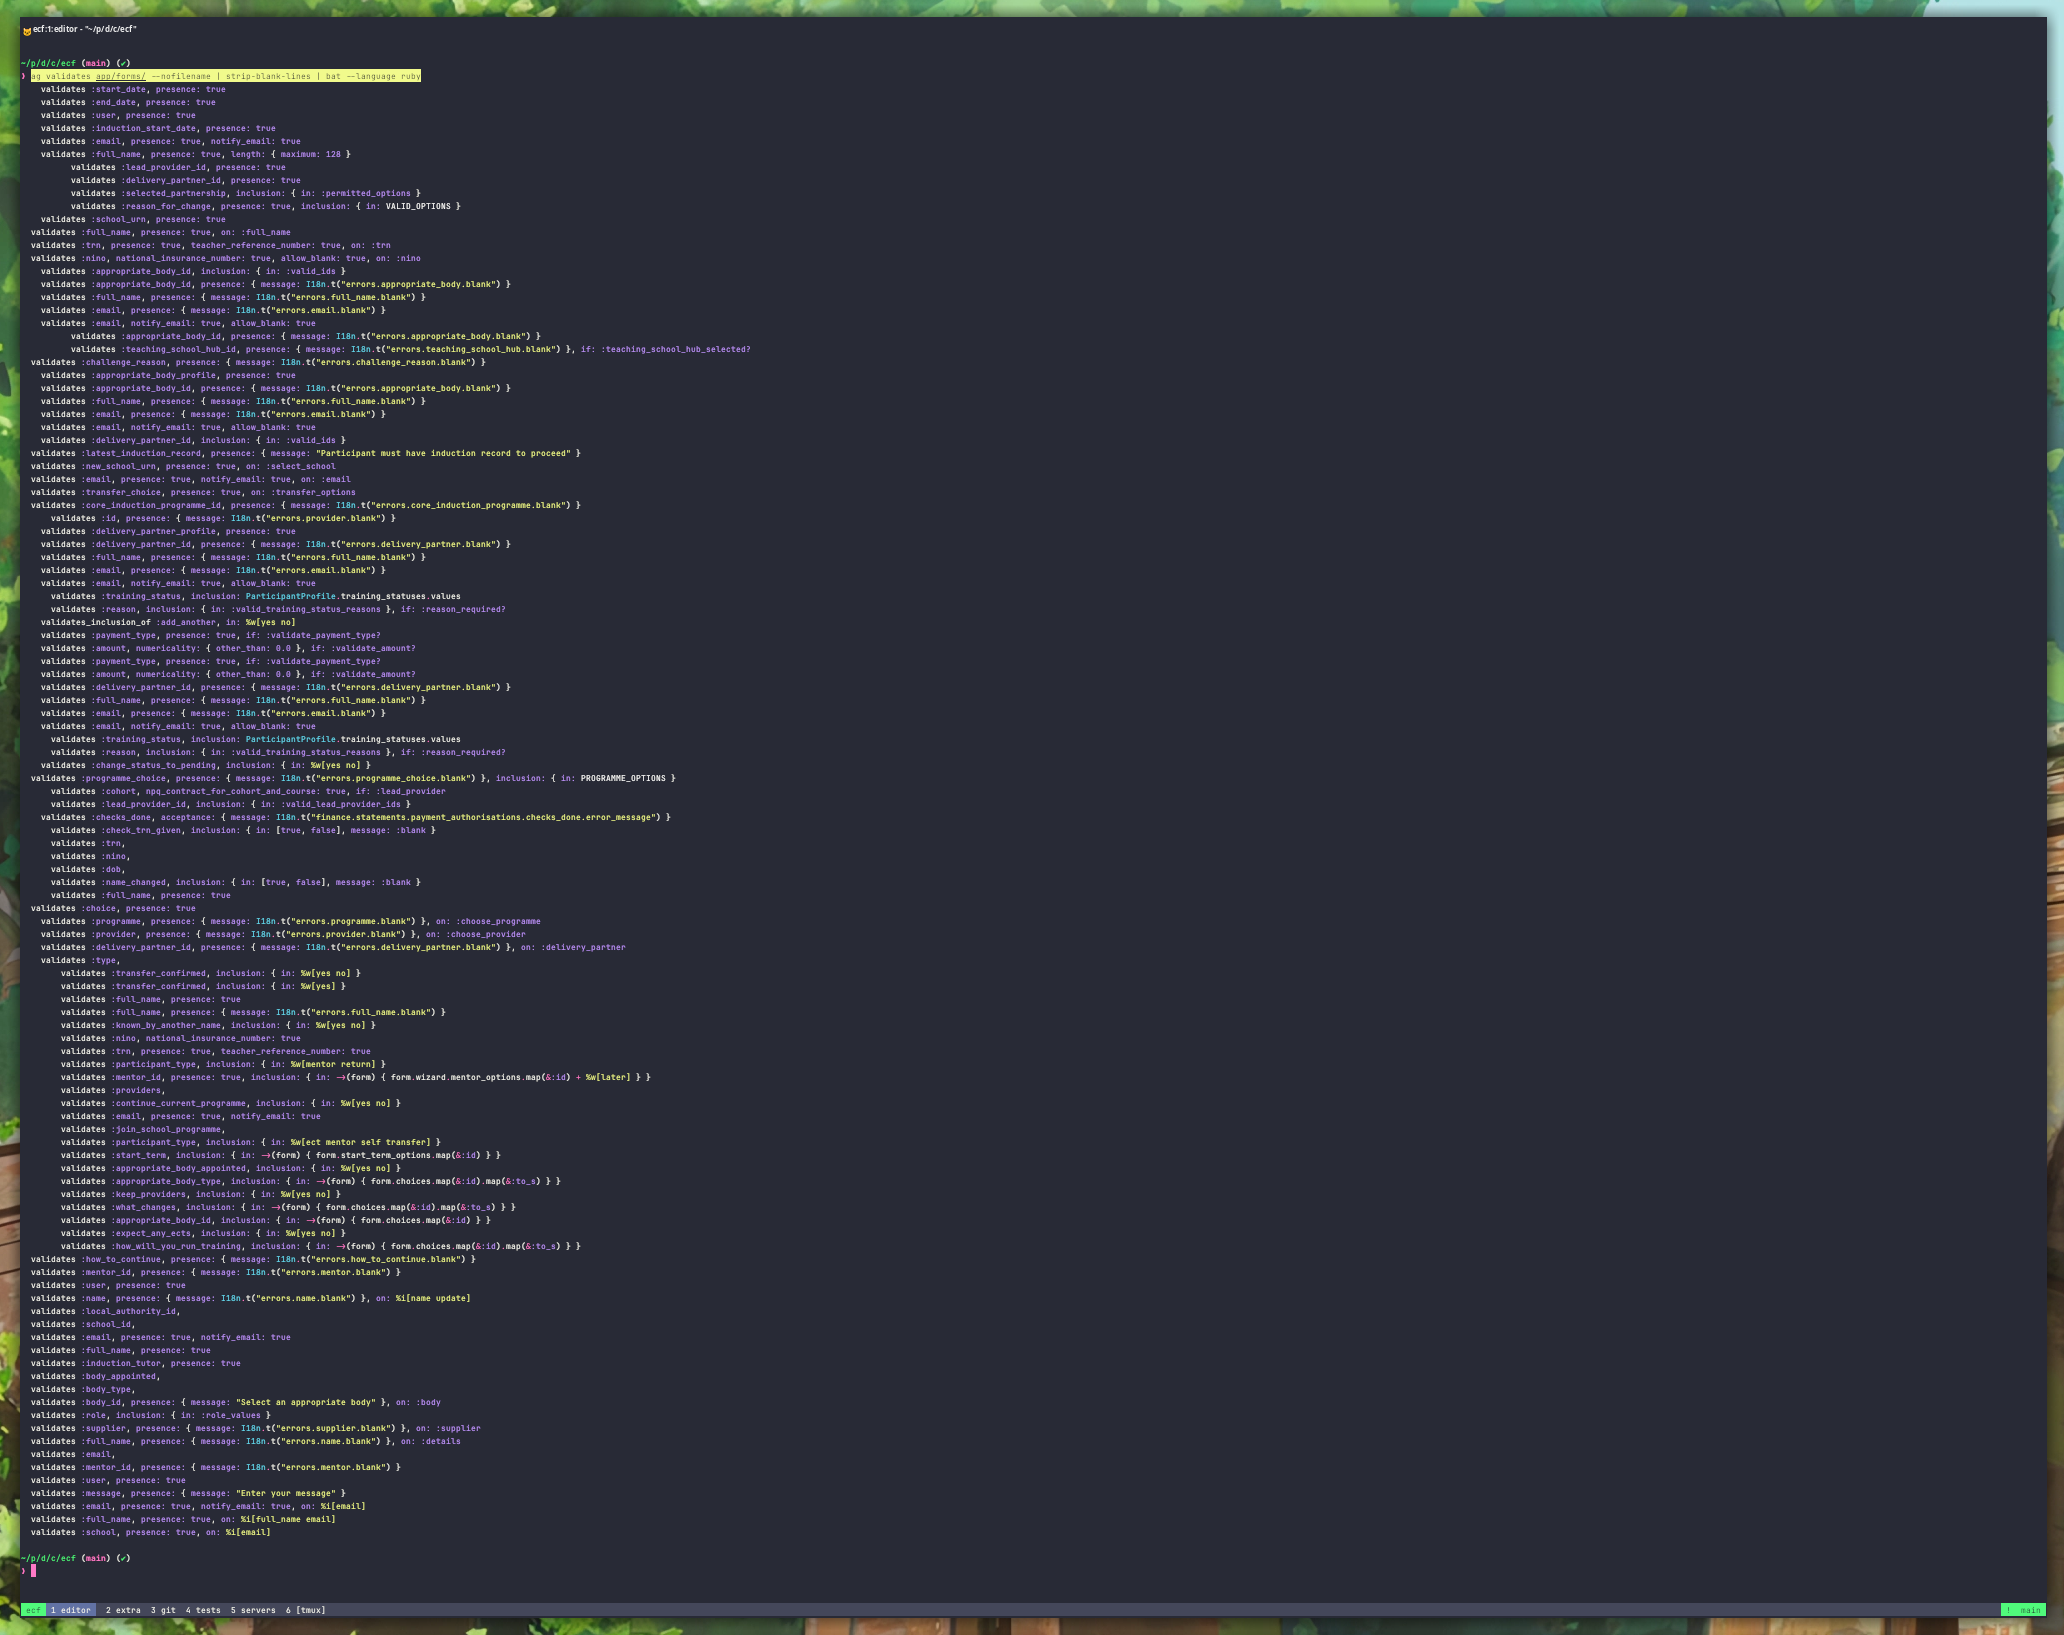 ecf:1:editor - "~/p/d/c/ecf"
~/p/d/c/ecf (main) (✔)
❯ ag validates app/forms/ --nofilename | strip-blank-lines | bat --language ruby
validates :start_date, presence: true
validates :end_date, presence: true
validates :user, presence: true
validates :induction_start_date, presence: true
validates :email, presence: true, notify_email: true
validates :full_name, presence: true, length: { maximum: 128 }
validates :lead_provider_id, presence: true
validates :delivery_partner_id, presence: true
validates :selected_partnership, inclusion: { in: :permitted_options }
validates :reason_for_change, presence: true, inclusion: { in: VALID_OPTIONS }
validates :school_urn, presence: true
validates :full_name, presence: true, on: :full_name
validates :trn, presence: true, teacher_reference_number: true, on: :trn
validates :nino, national_insurance_number: true, allow_blank: true, on: :nino
validates :appropriate_body_id, inclusion: { in: :valid_ids }
validates :appropriate_body_id, presence: { message: I18n.t("errors.appropriate_body.blank") }
validates :full_name, presence: { message: I18n.t("errors.full_name.blank") }
validates :email, presence: { message: I18n.t("errors.email.blank") }
validates :email, notify_email: true, allow_blank: true
validates :appropriate_body_id, presence: { message: I18n.t("errors.appropriate_body.blank") }
validates :teaching_school_hub_id, presence: { message: I18n.t("errors.teaching_school_hub.blank") }, if: :teaching_school_hub_selected?
validates :challenge_reason, presence: { message: I18n.t("errors.challenge_reason.blank") }
validates :appropriate_body_profile, presence: true
validates :appropriate_body_id, presence: { message: I18n.t("errors.appropriate_body.blank") }
validates :full_name, presence: { message: I18n.t("errors.full_name.blank") }
validates :email, presence: { message: I18n.t("errors.email.blank") }
validates :email, notify_email: true, allow_blank: true
validates :delivery_partner_id, inclusion: { in: :valid_ids }
validates :latest_induction_record, presence: { message: "Participant must have induction record to proceed" }
validates :new_school_urn, presence: true, on: :select_school
validates :email, presence: true, notify_email: true, on: :email
validates :transfer_choice, presence: true, on: :transfer_options
validates :core_induction_programme_id, presence: { message: I18n.t("errors.core_induction_programme.blank") }
validates :id, presence: { message: I18n.t("errors.provider.blank") }
validates :delivery_partner_profile, presence: true
validates :delivery_partner_id, presence: { message: I18n.t("errors.delivery_partner.blank") }
validates :full_name, presence: { message: I18n.t("errors.full_name.blank") }
validates :email, presence: { message: I18n.t("errors.email.blank") }
validates :email, notify_email: true, allow_blank: true
validates :training_status, inclusion: ParticipantProfile.training_statuses.values
validates :reason, inclusion: { in: :valid_training_status_reasons }, if: :reason_required?
validates_inclusion_of :add_another, in: %w[yes no]
validates :payment_type, presence: true, if: :validate_payment_type?
validates :amount, numericality: { other_than: 0.0 }, if: :validate_amount?
validates :payment_type, presence: true, if: :validate_payment_type?
validates :amount, numericality: { other_than: 0.0 }, if: :validate_amount?
validates :delivery_partner_id, presence: { message: I18n.t("errors.delivery_partner.blank") }
validates :full_name, presence: { message: I18n.t("errors.full_name.blank") }
validates :email, presence: { message: I18n.t("errors.email.blank") }
validates :email, notify_email: true, allow_blank: true
validates :training_status, inclusion: ParticipantProfile.training_statuses.values
validates :reason, inclusion: { in: :valid_training_status_reasons }, if: :reason_required?
validates :change_status_to_pending, inclusion: { in: %w[yes no] }
validates :programme_choice, presence: { message: I18n.t("errors.programme_choice.blank") }, inclusion: { in: PROGRAMME_OPTIONS }
validates :cohort, npq_contract_for_cohort_and_course: true, if: :lead_provider
validates :lead_provider_id, inclusion: { in: :valid_lead_provider_ids }
validates :checks_done, acceptance: { message: I18n.t("finance.statements.payment_authorisations.checks_done.error_message") }
validates :check_trn_given, inclusion: { in: [true, false], message: :blank }
validates :trn,
validates :nino,
validates :dob,
validates :name_changed, inclusion: { in: [true, false], message: :blank }
validates :full_name, presence: true
validates :choice, presence: true
validates :programme, presence: { message: I18n.t("errors.programme.blank") }, on: :choose_programme
validates :provider, presence: { message: I18n.t("errors.provider.blank") }, on: :choose_provider
validates :delivery_partner_id, presence: { message: I18n.t("errors.delivery_partner.blank") }, on: :delivery_partner
validates :type,
validates :transfer_confirmed, inclusion: { in: %w[yes no] }
validates :transfer_confirmed, inclusion: { in: %w[yes] }
validates :full_name, presence: true
validates :full_name, presence: { message: I18n.t("errors.full_name.blank") }
validates :known_by_another_name, inclusion: { in: %w[yes no] }
validates :nino, national_insurance_number: true
validates :trn, presence: true, teacher_reference_number: true
validates :participant_type, inclusion: { in: %w[mentor return] }
validates :mentor_id, presence: true, inclusion: { in: ->(form) { form.wizard.mentor_options.map(&:id) + %w[later] } }
validates :providers,
validates :continue_current_programme, inclusion: { in: %w[yes no] }
validates :email, presence: true, notify_email: true
validates :join_school_programme,
validates :participant_type, inclusion: { in: %w[ect mentor self transfer] }
validates :start_term, inclusion: { in: ->(form) { form.start_term_options.map(&:id) } }
validates :appropriate_body_appointed, inclusion: { in: %w[yes no] }
validates :appropriate_body_type, inclusion: { in: ->(form) { form.choices.map(&:id).map(&:to_s) } }
validates :keep_providers, inclusion: { in: %w[yes no] }
validates :what_changes, inclusion: { in: ->(form) { form.choices.map(&:id).map(&:to_s) } }
validates :appropriate_body_id, inclusion: { in: ->(form) { form.choices.map(&:id) } }
validates :expect_any_ects, inclusion: { in: %w[yes no] }
validates :how_will_you_run_training, inclusion: { in: ->(form) { form.choices.map(&:id).map(&:to_s) } }
validates :how_to_continue, presence: { message: I18n.t("errors.how_to_continue.blank") }
validates :mentor_id, presence: { message: I18n.t("errors.mentor.blank") }
validates :user, presence: true
validates :name, presence: { message: I18n.t("errors.name.blank") }, on: %i[name update]
validates :local_authority_id,
validates :school_id,
validates :email, presence: true, notify_email: true
validates :full_name, presence: true
validates :induction_tutor, presence: true
validates :body_appointed,
validates :body_type,
validates :body_id, presence: { message: "Select an appropriate body" }, on: :body
validates :role, inclusion: { in: :role_values }
validates :supplier, presence: { message: I18n.t("errors.supplier.blank") }, on: :supplier
validates :full_name, presence: { message: I18n.t("errors.name.blank") }, on: :details
validates :email,
validates :mentor_id, presence: { message: I18n.t("errors.mentor.blank") }
validates :user, presence: true
validates :message, presence: { message: "Enter your message" }
validates :email, presence: true, notify_email: true, on: %i[email]
validates :full_name, presence: true, on: %i[full_name email]
validates :school, presence: true, on: %i[email]
~/p/d/c/ecf (main) (✔)
❯
ecf 1 editor 2 extra 3 git 4 tests 5 servers 6 [tmux] ! main